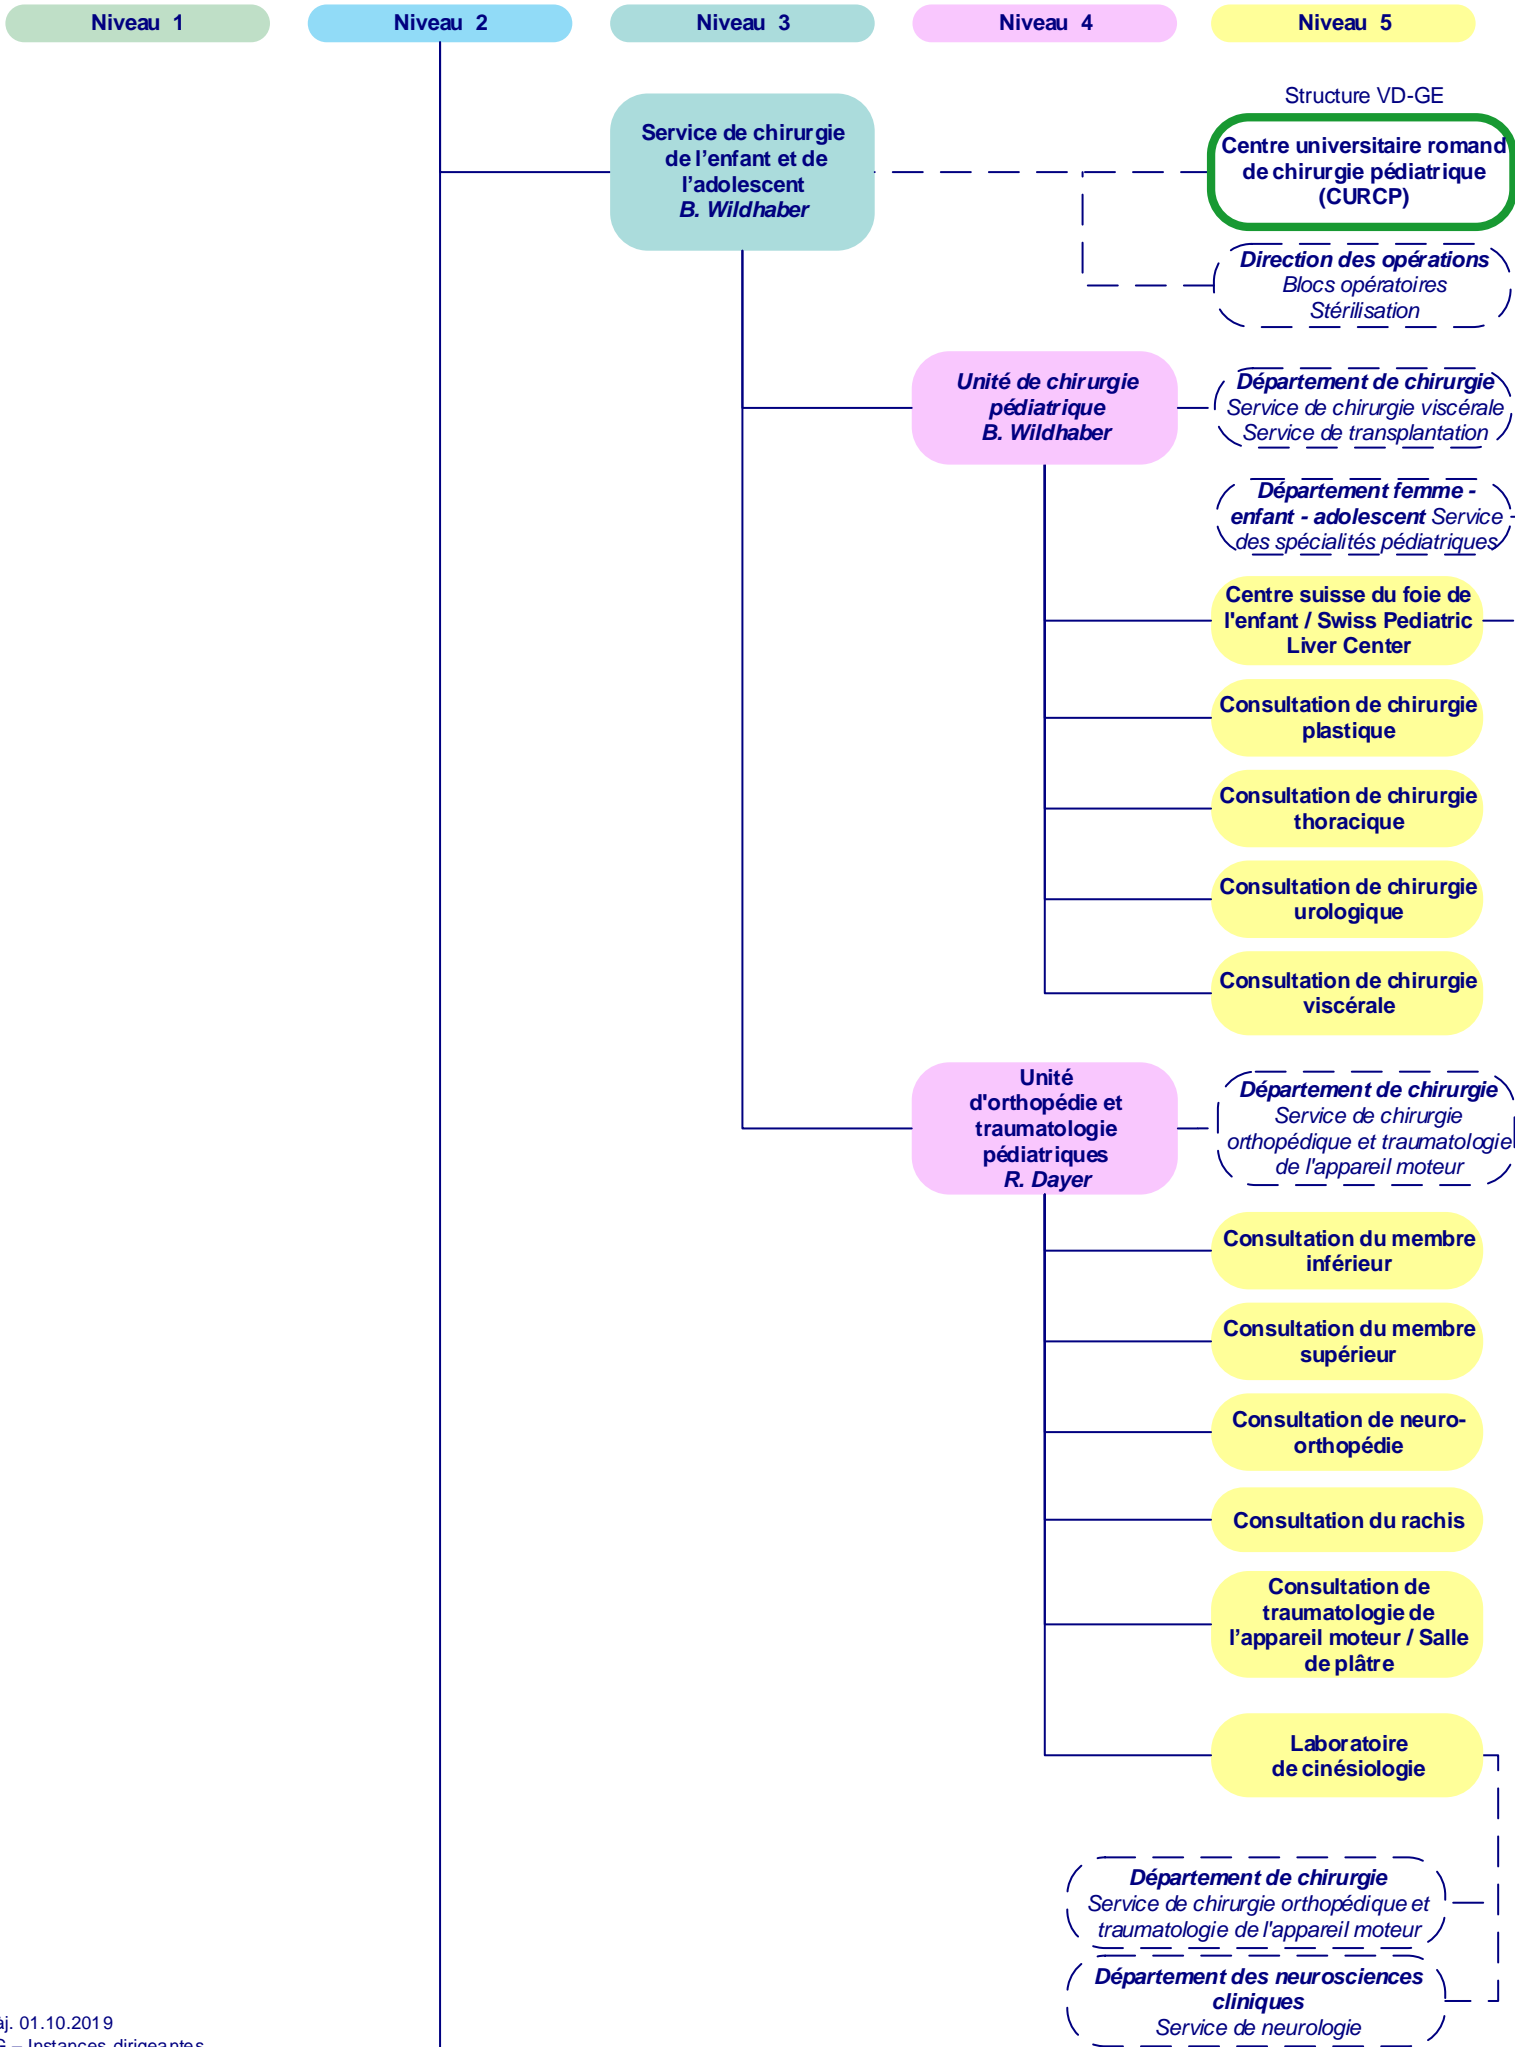 Niveau 1
Niveau 2
Niveau 3
Niveau 4
Niveau 5
Structure VD-GE
Service de chirurgie
de l’enfant et de
l’adolescent
B. Wildhaber
Centre universitaire romand
de chirurgie pédiatrique
(CURCP)
Direction des opérations
Blocs opératoires
Stérilisation
Unité de chirurgie
pédiatrique
B. Wildhaber
Département de chirurgie
Service de chirurgie viscérale
Service de transplantation
Département femme -
enfant - adolescent Service
des spécialités pédiatriques
Centre suisse du foie de
l'enfant / Swiss Pediatric
Liver Center
Consultation de chirurgie
plastique
Consultation de chirurgie
thoracique
Consultation de chirurgie
urologique
Consultation de chirurgie
viscérale
Unité
d'orthopédie et
traumatologie
pédiatriques
R. Dayer
Département de chirurgie
Service de chirurgie
orthopédique et traumatologie
de l'appareil moteur
Consultation du membre
inférieur
Consultation du membre
supérieur
Consultation de neuro-
orthopédie
Consultation du rachis
Consultation de
traumatologie de
l’appareil moteur / Salle
de plâtre
Laboratoire
de cinésiologie
Département de chirurgie
Service de chirurgie orthopédique et
traumatologie de l'appareil moteur
Département des neurosciences
cliniques
Service de neurologie
àj. 01.10.2019
– Instances dirigeantes